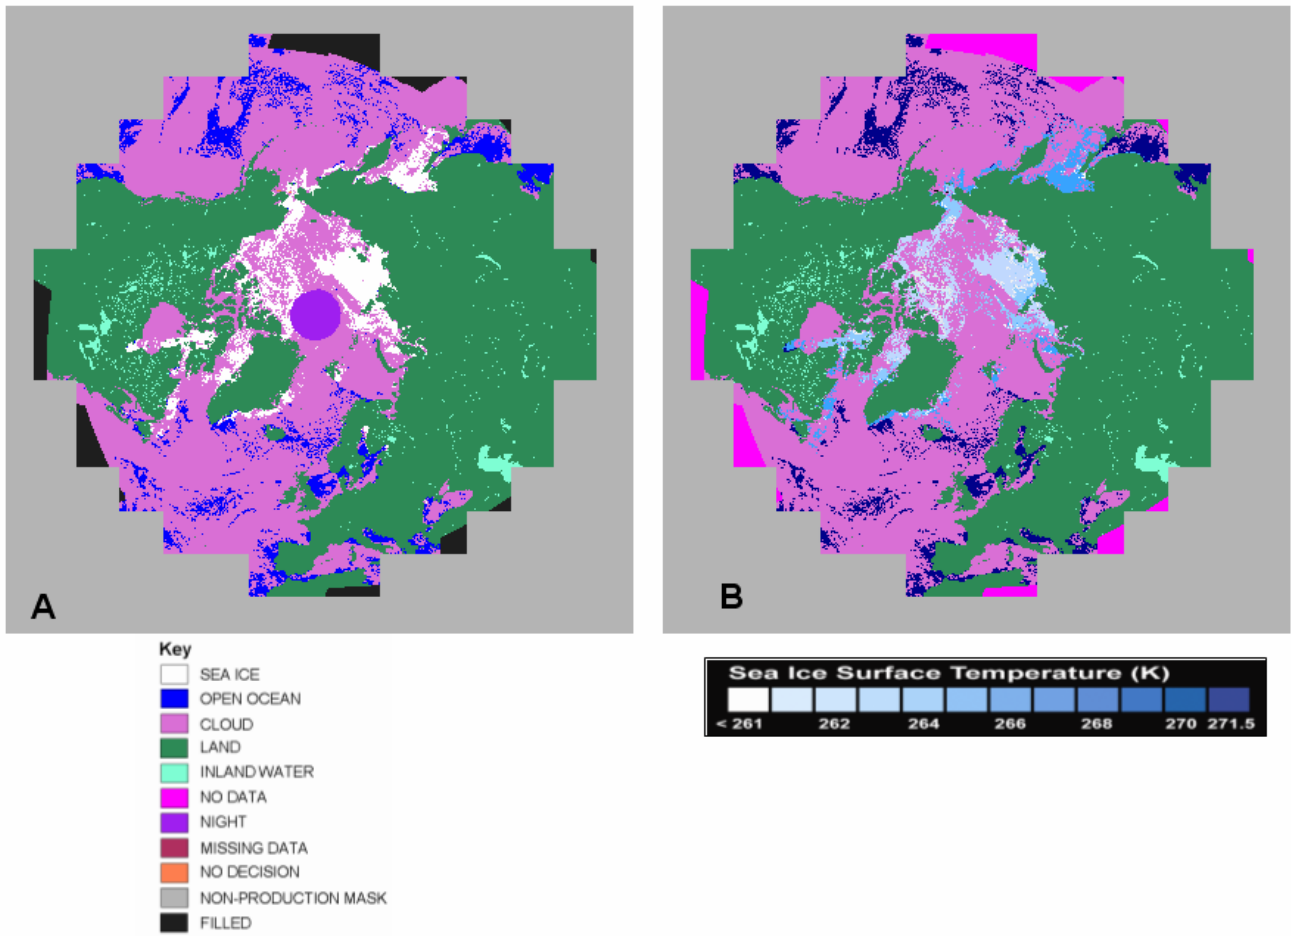 A
B
Key
SEA ICE
OPEN OCEAN
CLOUD
LAND
INLAND WATER
NO DATA
NIGHT
MISSING DATA
NO DECISION
NON-PRODUCTION MASK
FILLED
Sea Ice Surface Temperature (K)
< 261 262 264 266 268 270 271.5